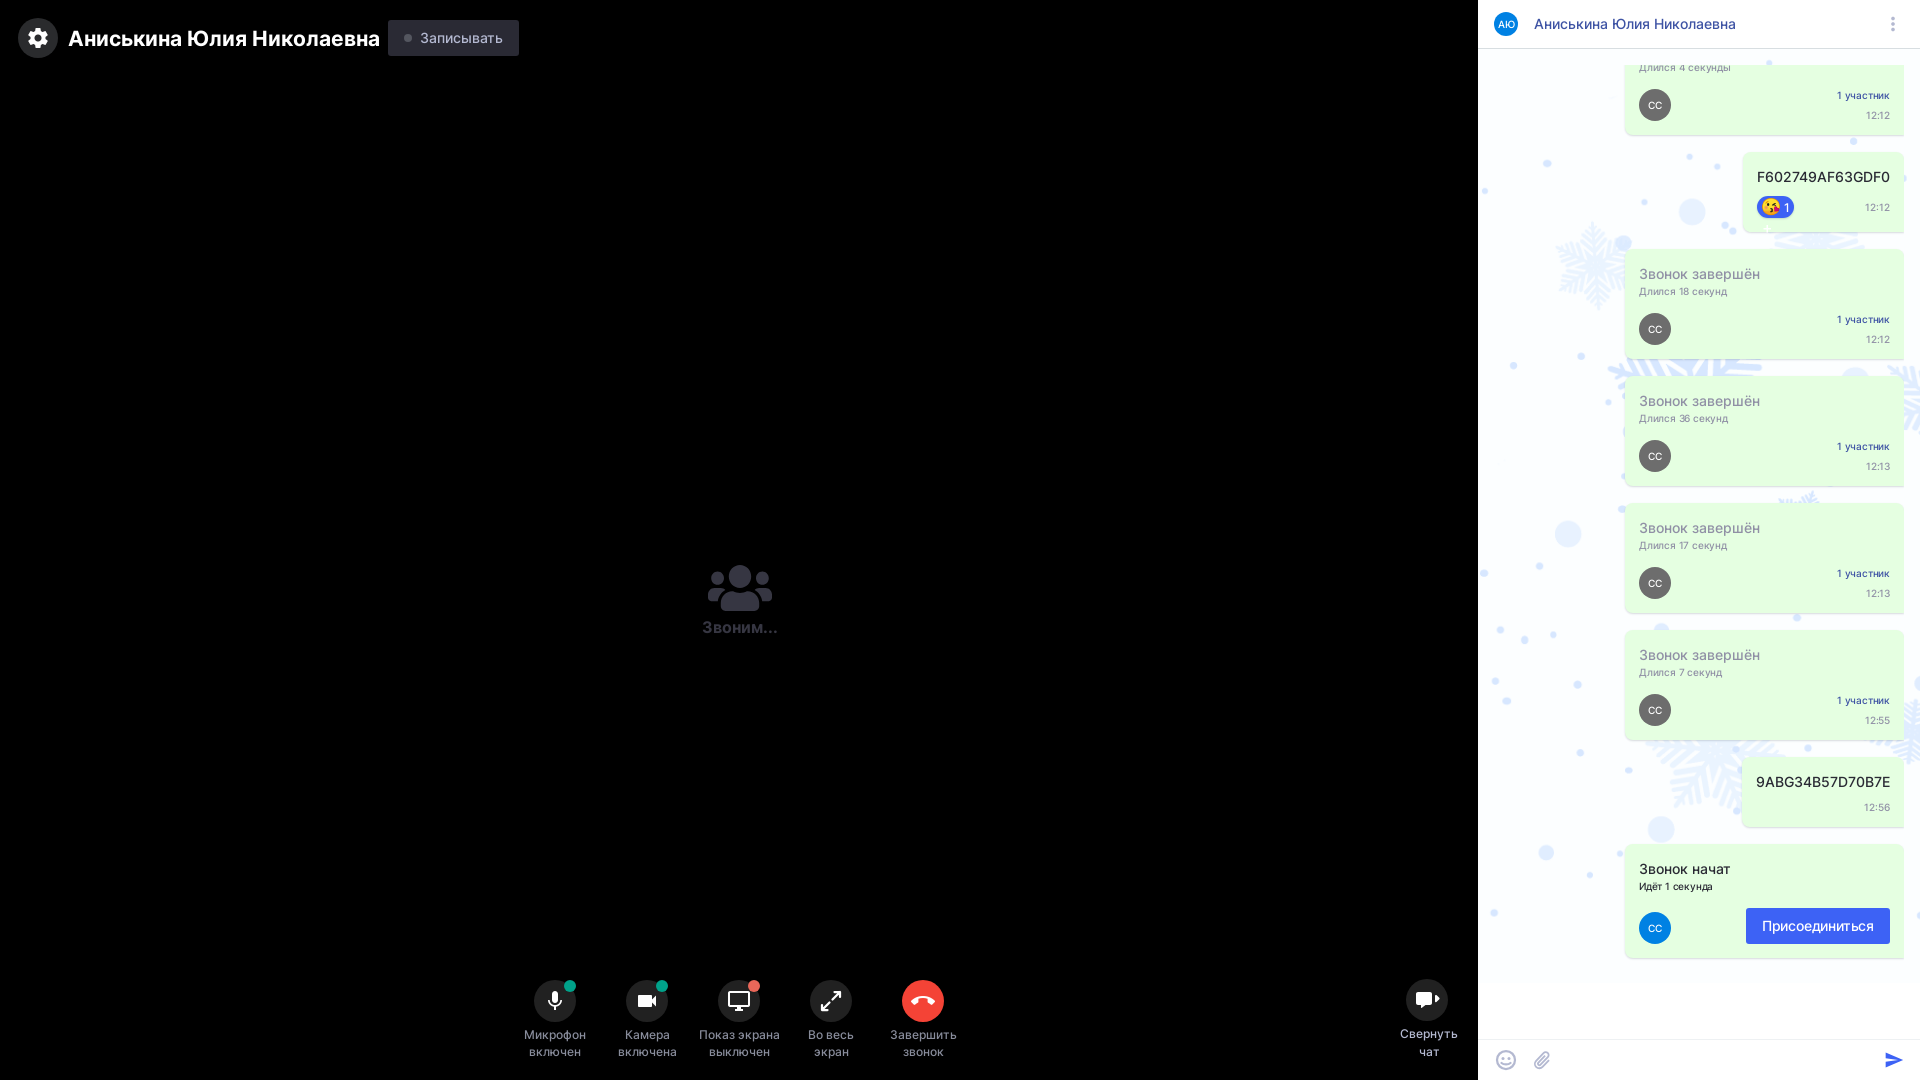 Аниськина Юлия Николаевна
Записывать
Звоним...
Микрофон
включен
Камера
включена
Показ экрана
выключен
Во весь
экран
Завершить
звонок
Свернуть
чат
АЮ
Аниськина Юлия Николаевна
Длился 4 секунды
СС
1 участник
12:12
F602749AF63GDF0
1
12:12
Звонок завершён
Длился 18 секунд
СС
1 участник
12:12
Звонок завершён
Длился 36 секунд
СС
1 участник
12:13
Звонок завершён
Длился 17 секунд
СС
1 участник
12:13
Звонок завершён
Длился 7 секунд
СС
1 участник
12:55
9ABG34B57D70B7E
12:56
Звонок начат
Идёт 1 секунда
СС
Присоединиться